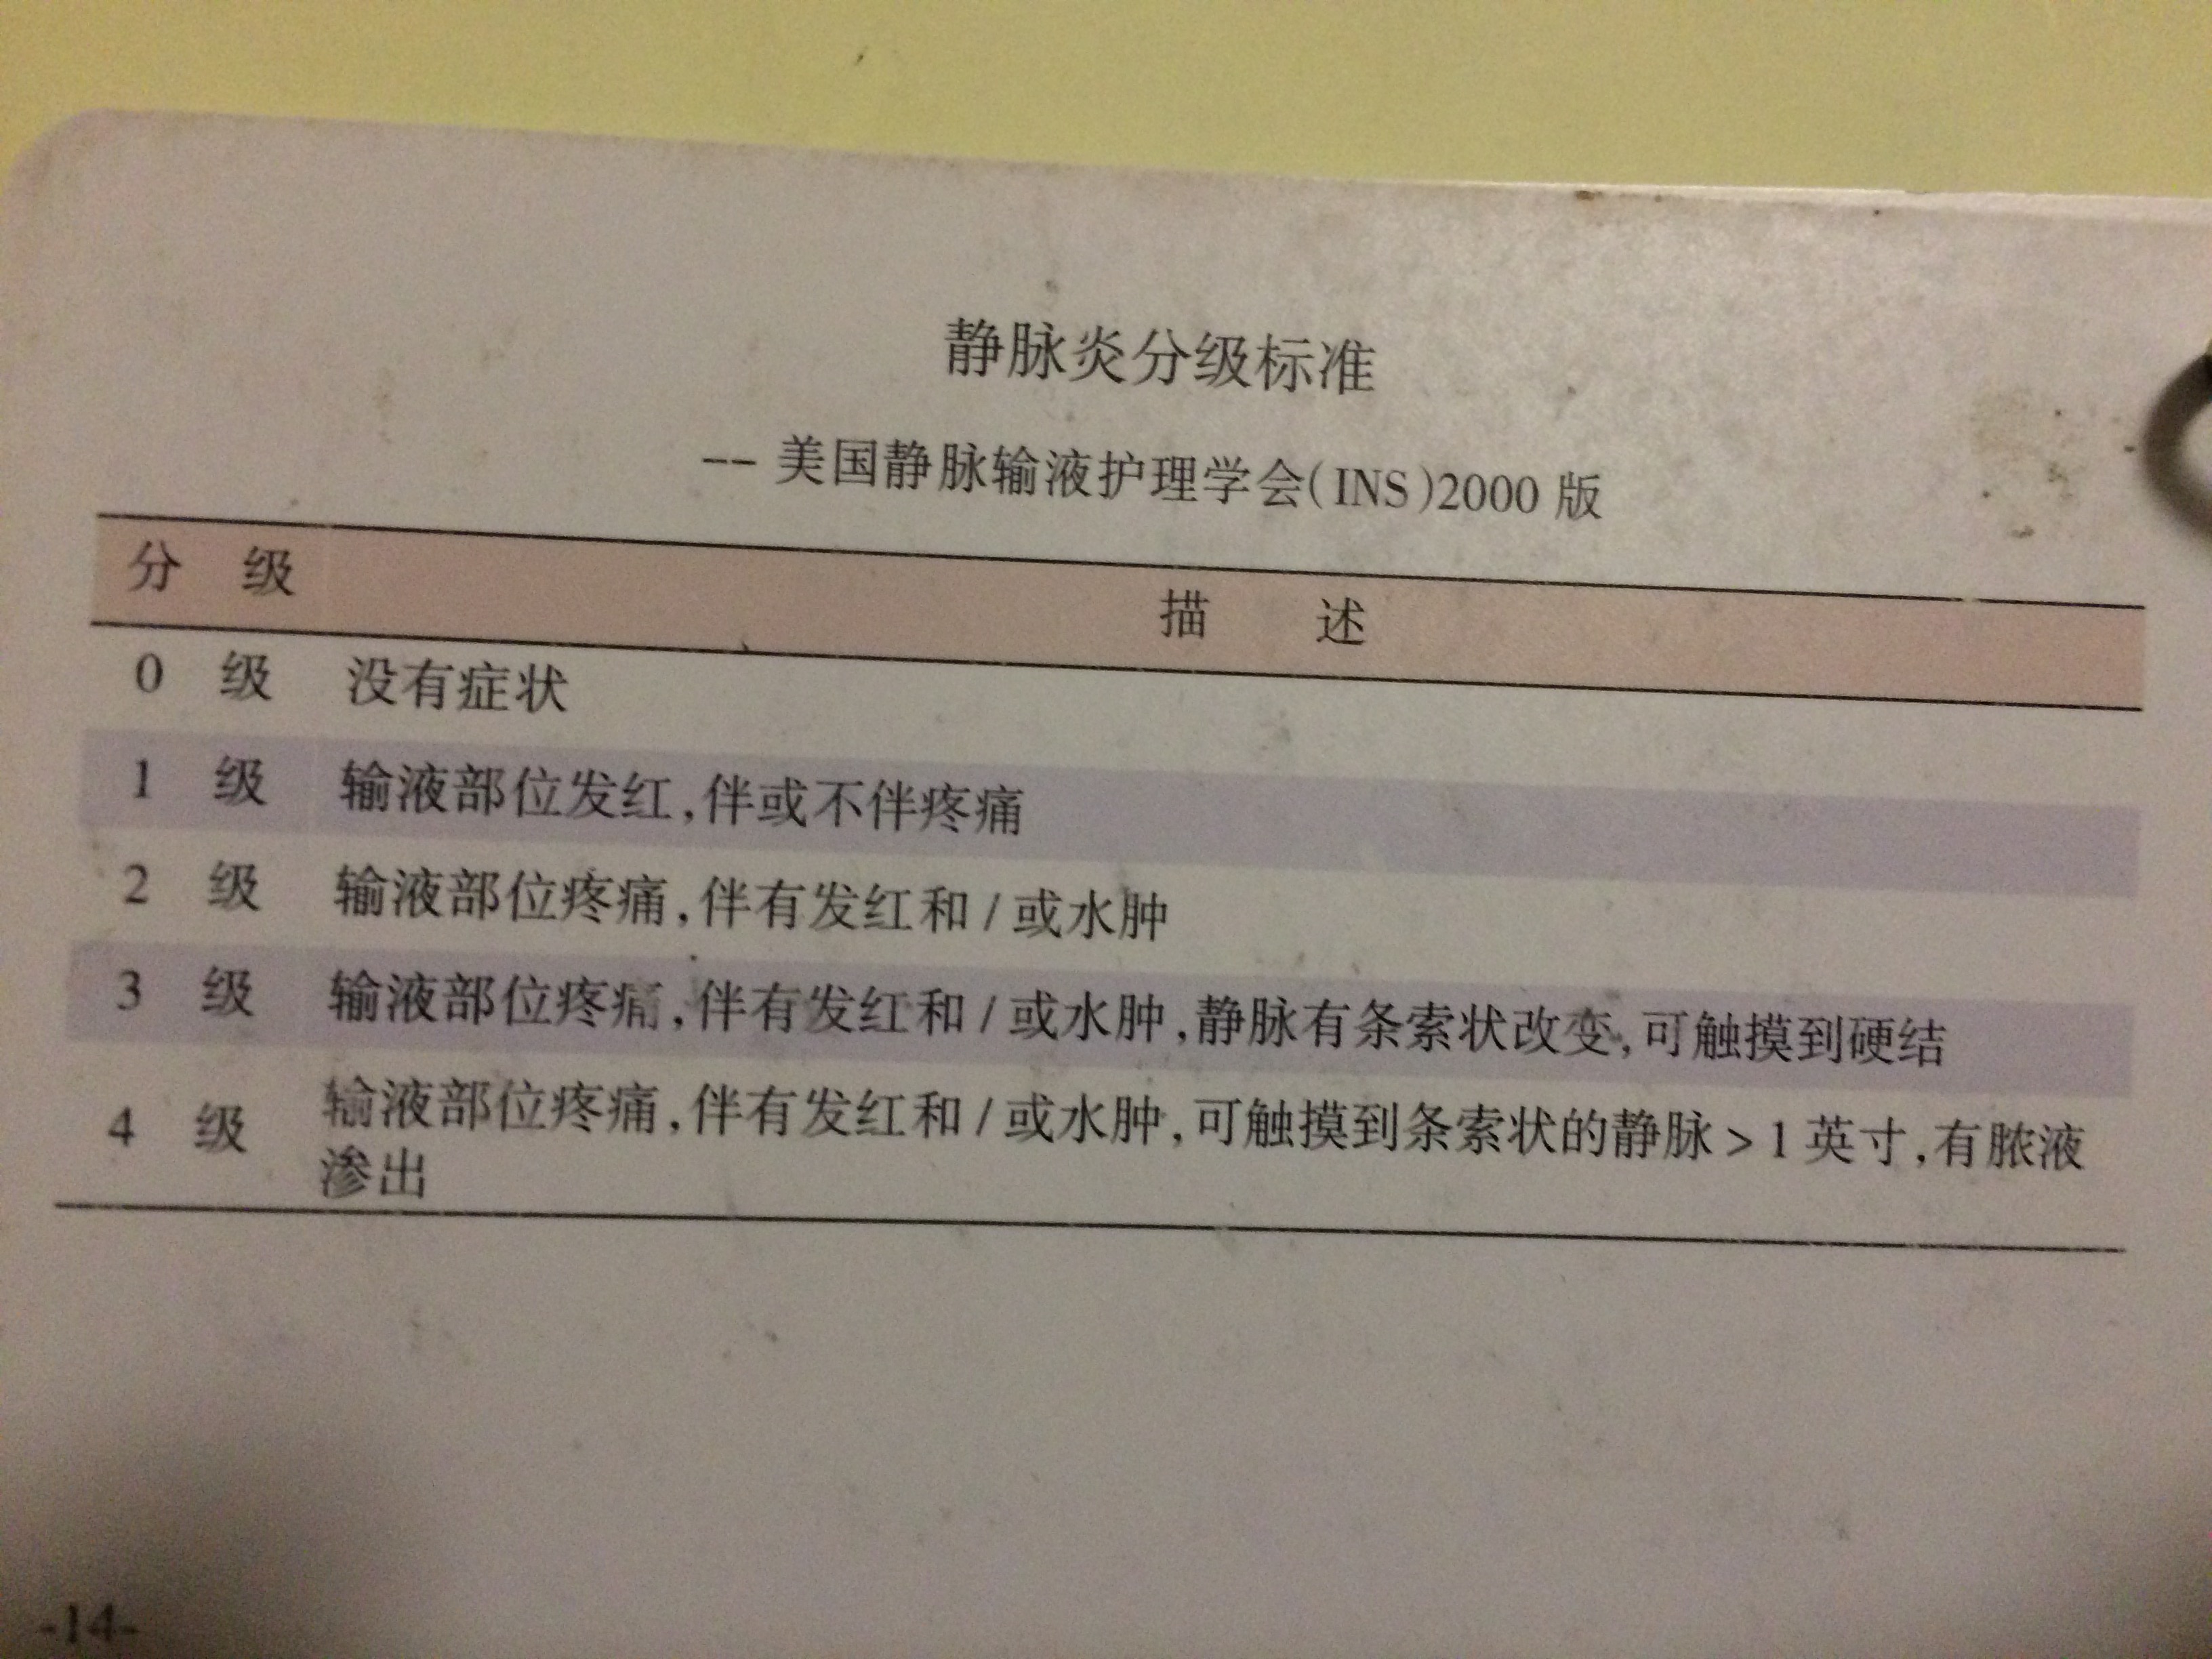 静脉炎分级标准
-- 美国静脉输液护理学会(INS)2000 版
分 级 描 述
0 级 没有症状
1 级 输液部位发红,伴或不伴疼痛
2 级 输液部位疼痛,伴有发红和/或水肿
3 级 输液部位疼痛,伴有发红和/或水肿,静脉有条索状改变,可触摸到硬结
4 级 输液部位疼痛,伴有发红和/或水肿,可触摸到条索状的静脉>1 英寸,有脓液
渗出
-14-